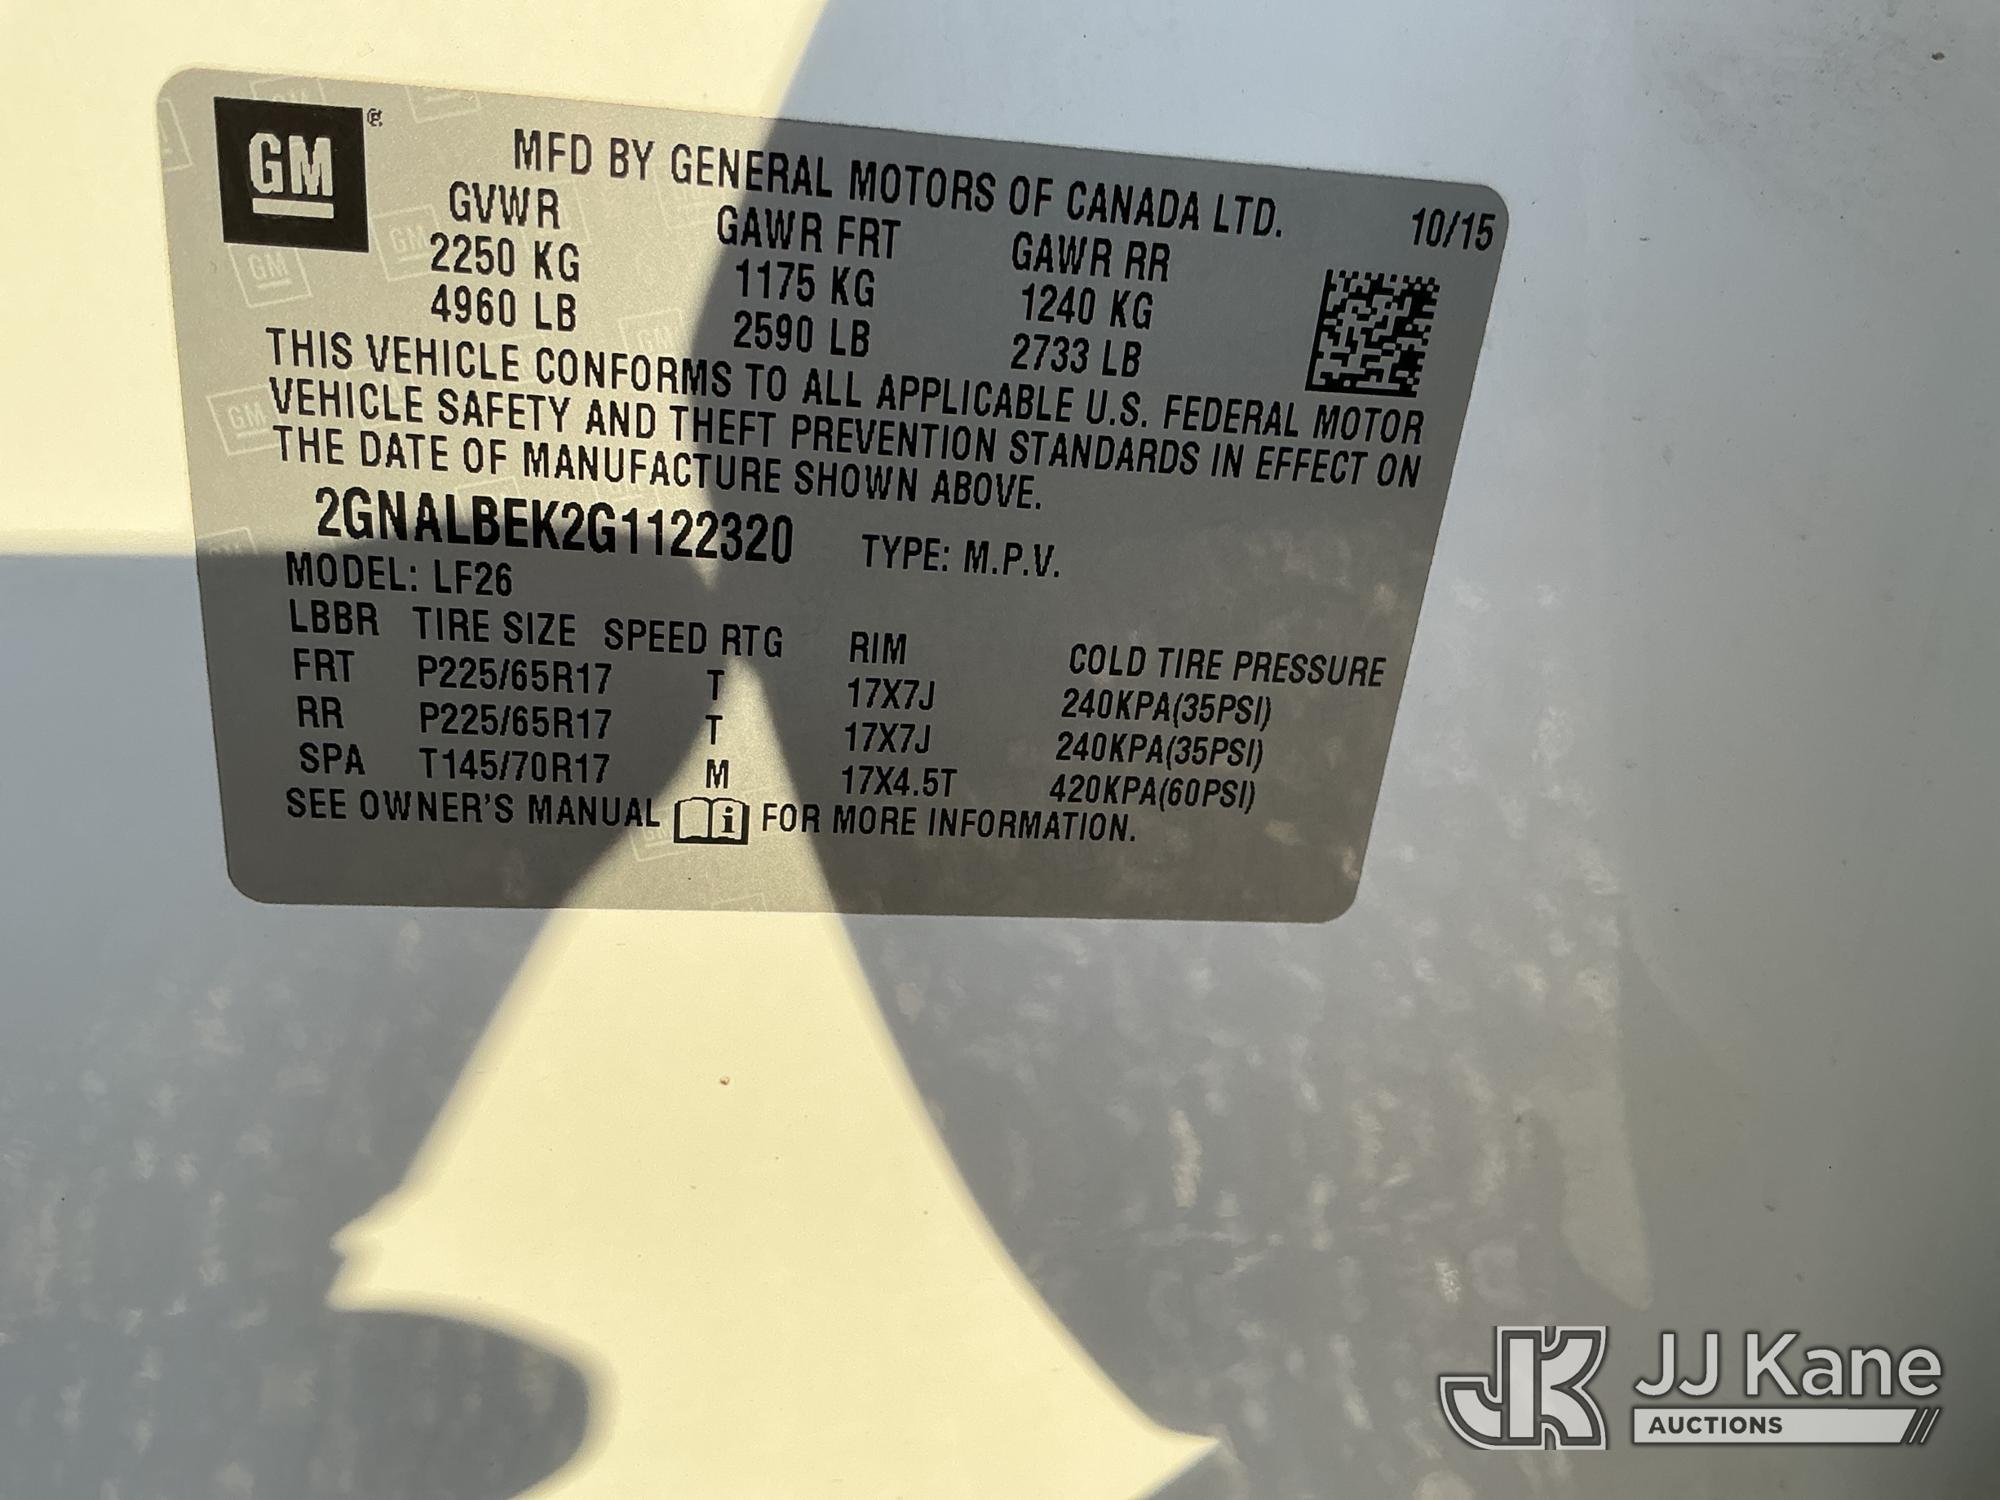 GM
MFD BY GENERAL MOTORS OF CANADA LTD. 10/15
GVWR GAWR FRT GAWR RR
2250 KG 1175 KG 1240 KG
4960 LB 2590 LB 2733 LB
THIS VEHICLE CONFORMS TO ALL APPLICABLE U.S. FEDERAL MOTOR
VEHICLE SAFETY AND THEFT PREVENTION STANDARDS IN EFFECT ON
THE DATE OF MANUFACTURE SHOWN ABOVE.
2GNALBEK2G1122320 TYPE: M.P.V.
MODEL: LF26
LBBR TIRE SIZE SPEED RTG RIM COLD TIRE PRESSURE
FRT P225/65R17 T 17X7J 240KPA(35PSI)
RR P225/65R17 T 17X7J 240KPA(35PSI)
SPA T145/70R17 M 17X4.5T 420KPA(60PSI)
SEE OWNER'S MANUAL i FOR MORE INFORMATION.
JK JJ Kane
AUCTIONS